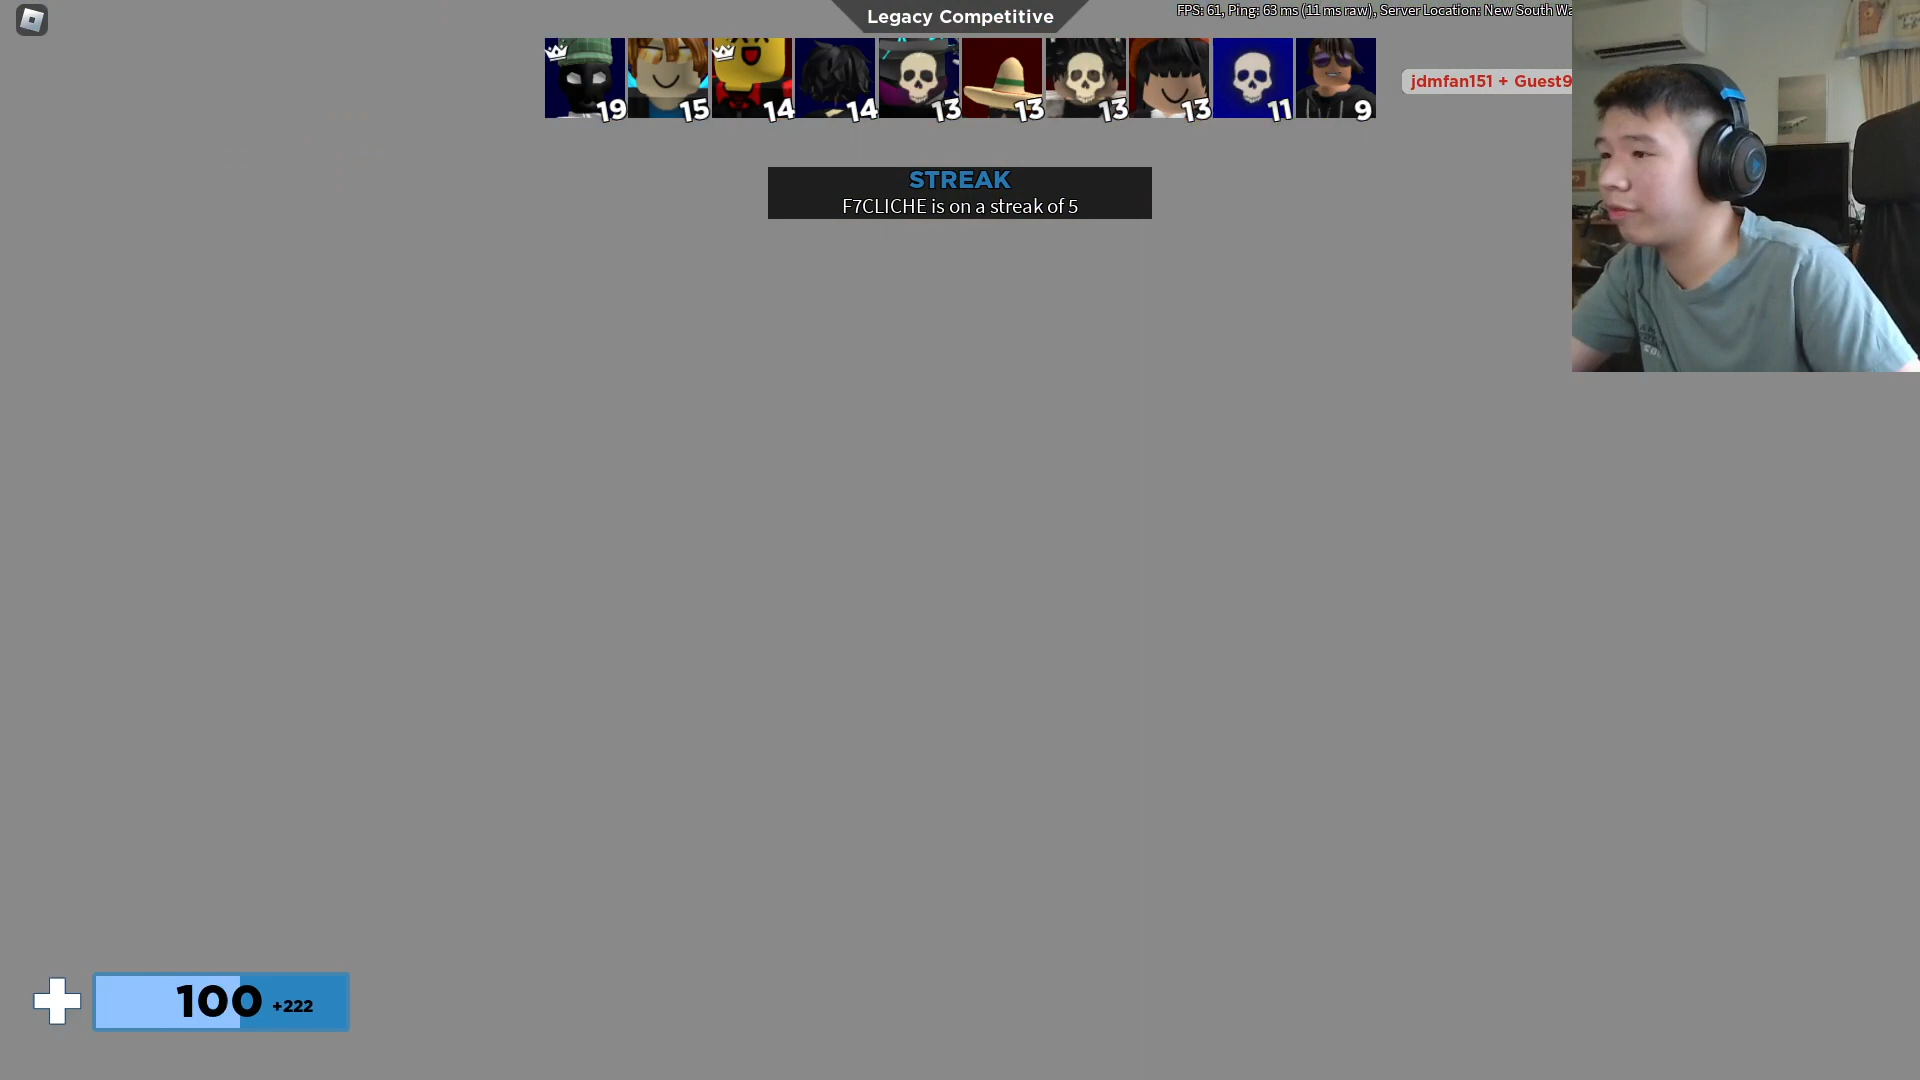 Legacy Competitive
FPS: 61, Ping: 63 ms (11 ms raw), Server Location: New South Wa
19
15
14
14
13
13
13
13
11
9
jdmfan151 + Guest9
STREAK
F7CLICHE is on a streak of 5
100 +222